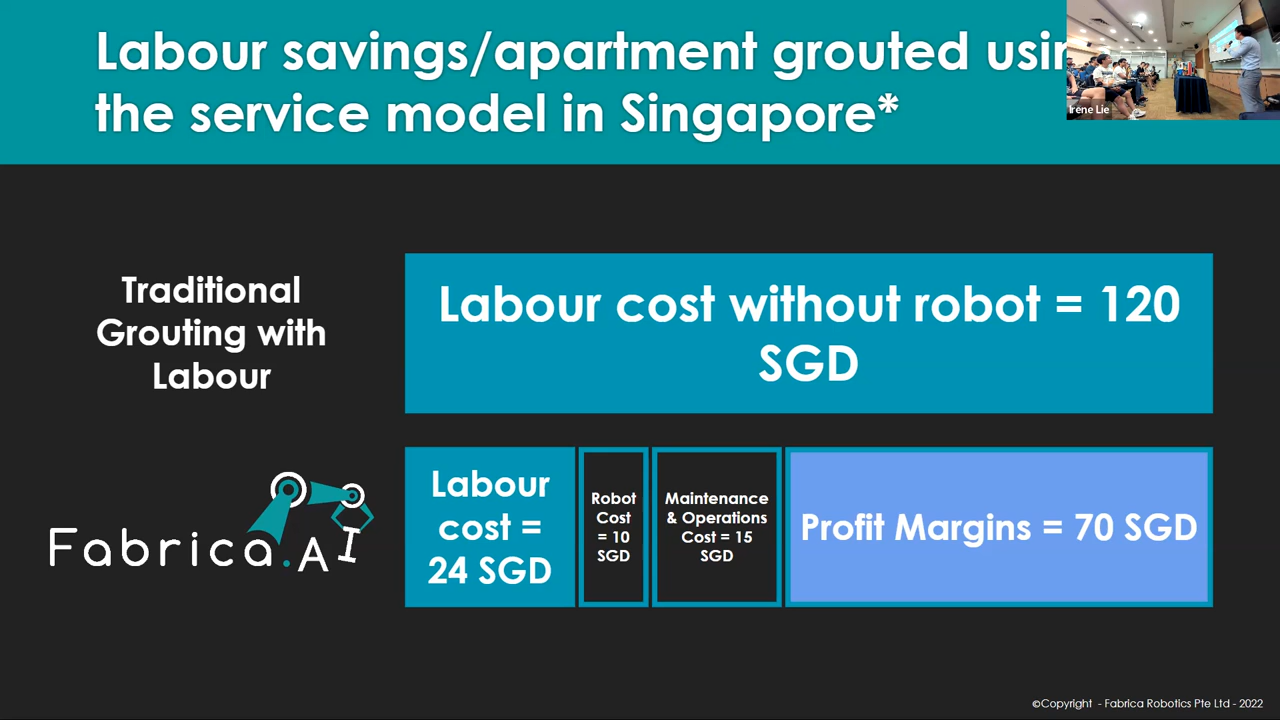 Labour savings/apartment grouted usin
the service model in Singapore*
Irene Lie
Traditional
Grouting with
Labour
Labour cost without robot = 120
SGD
Fabrica.AI
Labour
cost =
24 SGD
Robot
Cost
= 10
SGD
Maintenance
& Operations
Cost = 15
SGD
Profit Margins = 70 SGD
©Copyright - Fabrica Robotics Pte Ltd - 2022